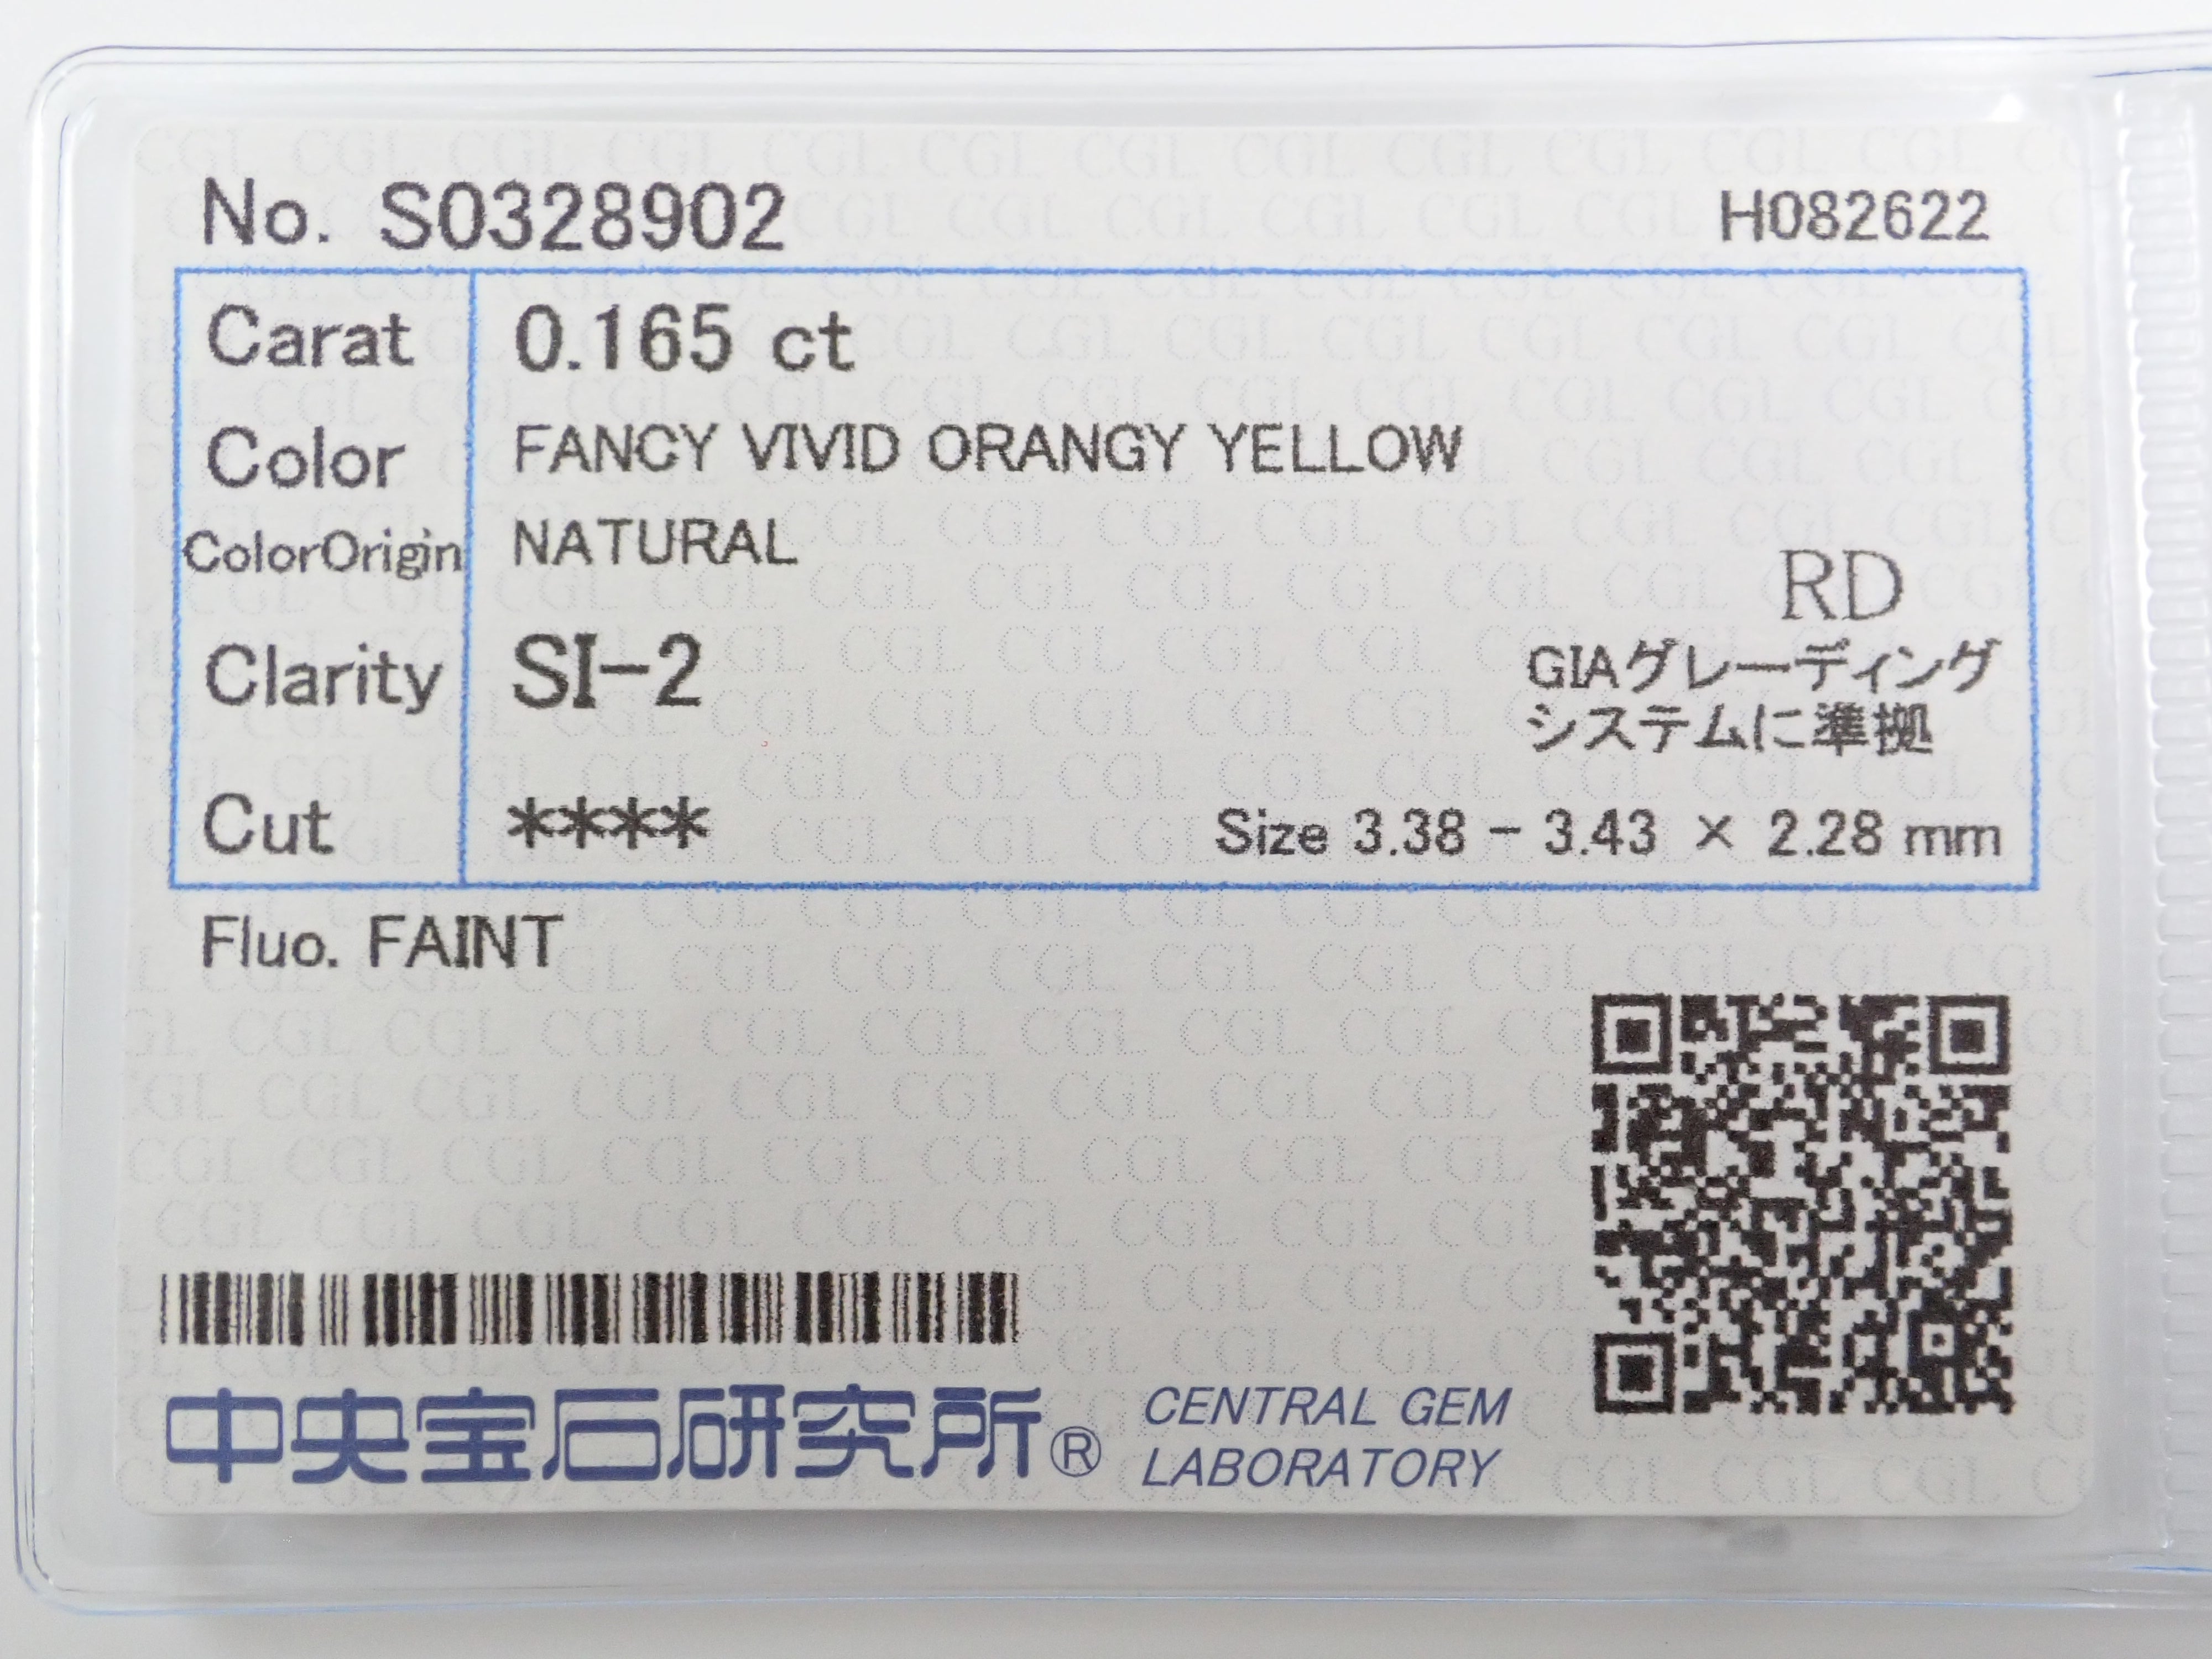 No. S0328902 H082622
Carat 0.165 ct
Color FANCY VIVID ORANGY YELLOW
ColorOrigin NATURAL
RD
Clarity SI-2
GIAグレーディング
システムに準拠
Cut ****
Size 3.38 - 3.43 × 2.28 mm
Fluo. FAINT
中央宝石研究所®
CENTRAL GEM
LABORATORY